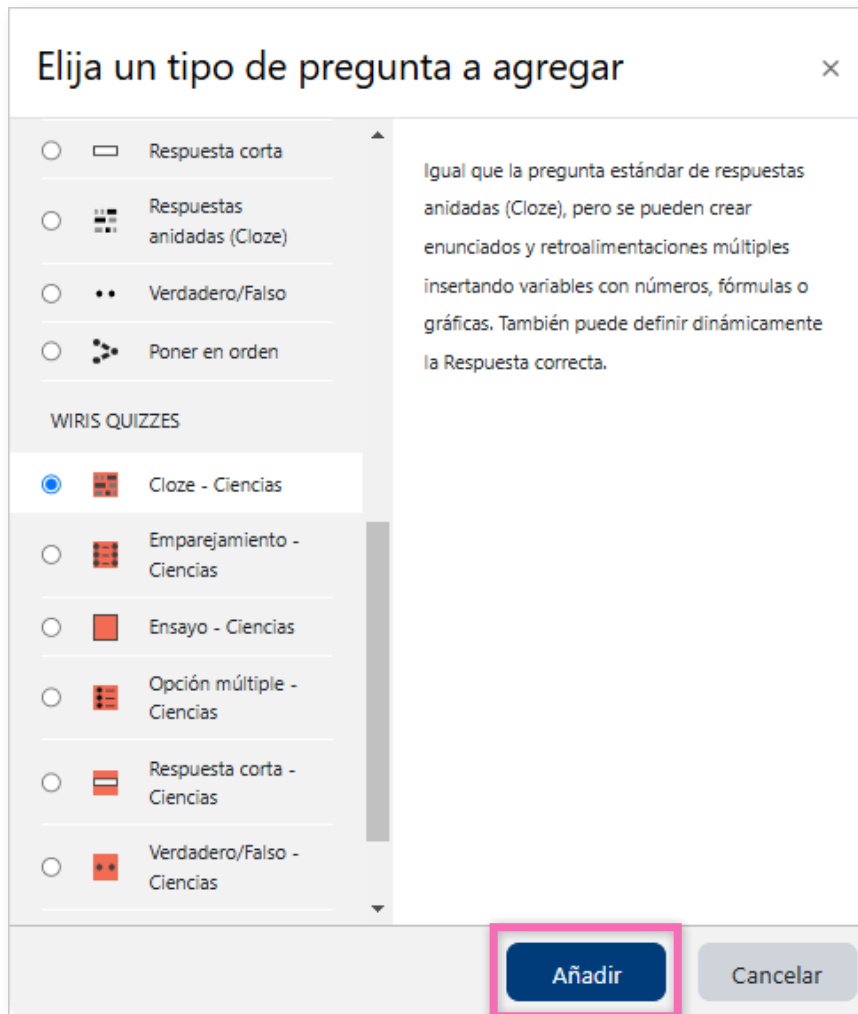 Elija un tipo de pregunta a agregar
×
Respuesta corta
Respuestas
anidadas (Cloze)
Verdadero/Falso
Poner en orden
WIRIS QUIZZES
Cloze - Ciencias
Emparejamiento -
Ciencias
Ensayo - Ciencias
Opción múltiple -
Ciencias
Respuesta corta -
Ciencias
Verdadero/Falso -
Ciencias
Igual que la pregunta estándar de respuestas
anidadas (Cloze), pero se pueden crear
enunciados y retroalimentaciones múltiples
insertando variables con números, fórmulas o
gráficas. También puede definir dinámicamente
la Respuesta correcta.
Añadir
Cancelar